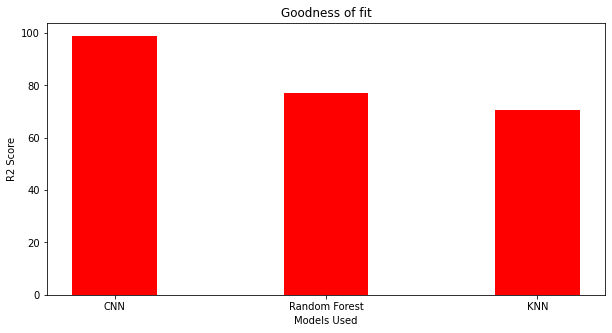 Goodness of fit
100
80
60
40
20
0
R2 Score
CNN
Random Forest
KNN
Models Used